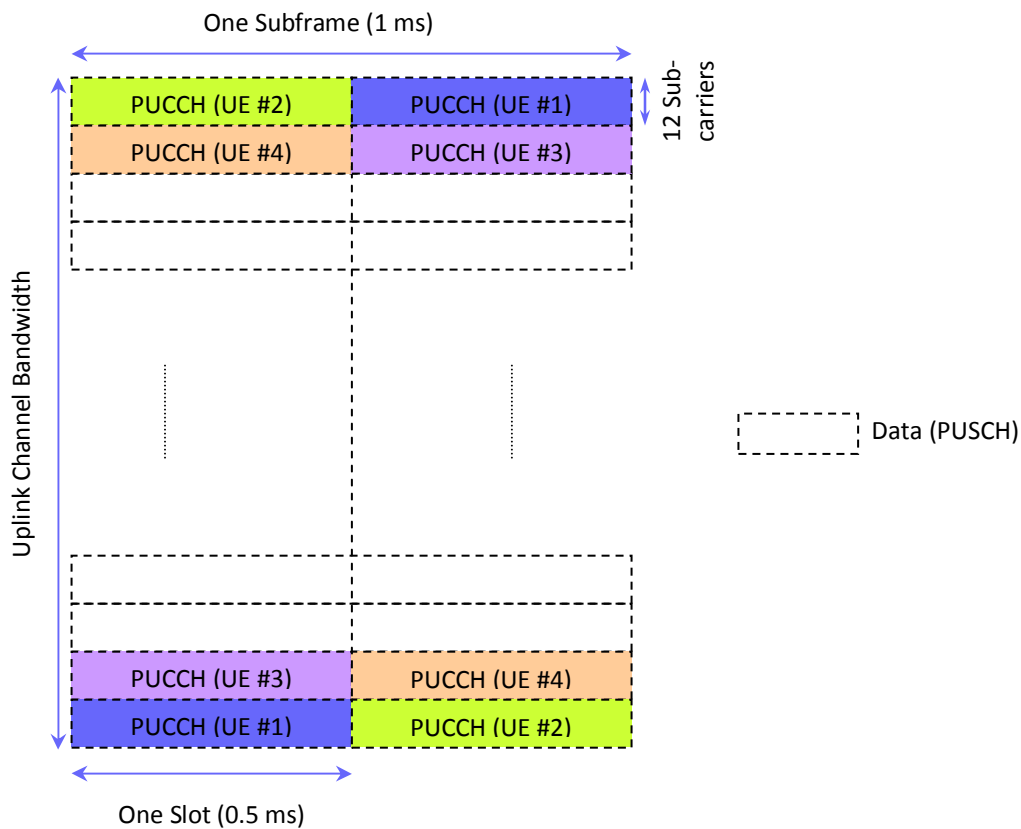 One Subframe (1 ms)
12 Sub-
carriers
PUCCH (UE #2)
PUCCH (UE #1)
PUCCH (UE #4)
PUCCH (UE #3)
Uplink Channel Bandwidth
Data (PUSCH)
PUCCH (UE #3)
PUCCH (UE #4)
PUCCH (UE #1)
PUCCH (UE #2)
One Slot (0.5 ms)